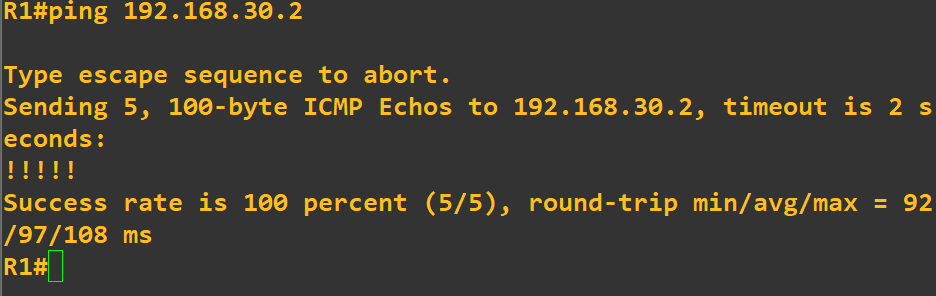 R1#ping 192.168.30.2
Type escape sequence to abort.
Sending 5, 100-byte ICMP Echos to 192.168.30.2, timeout is 2 s
econds:
!!!!!
Success rate is 100 percent (5/5), round-trip min/avg/max = 92
/97/108 ms
R1#